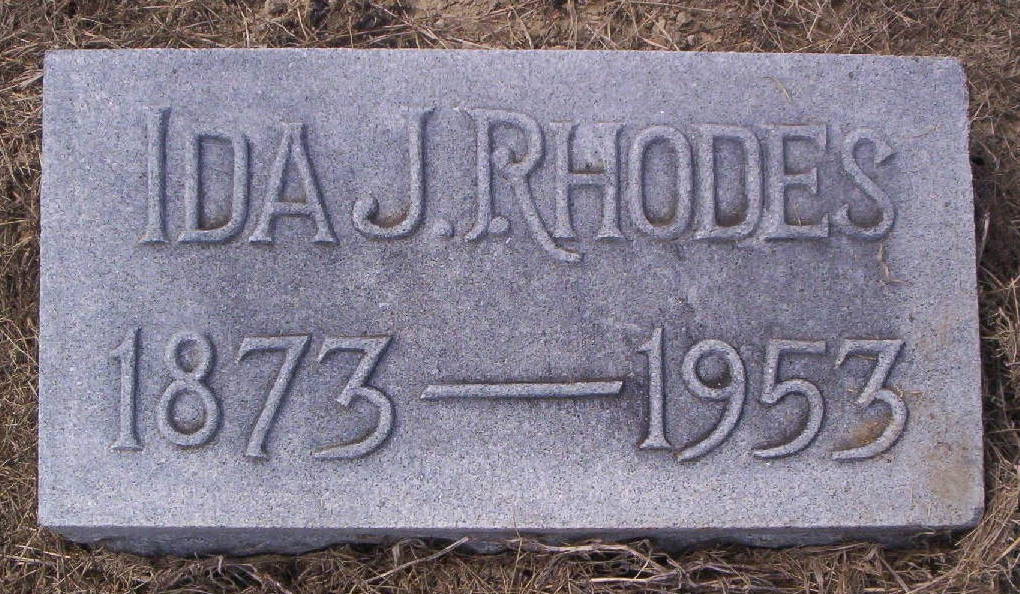 IDA J. RHODES
1873 — 1953